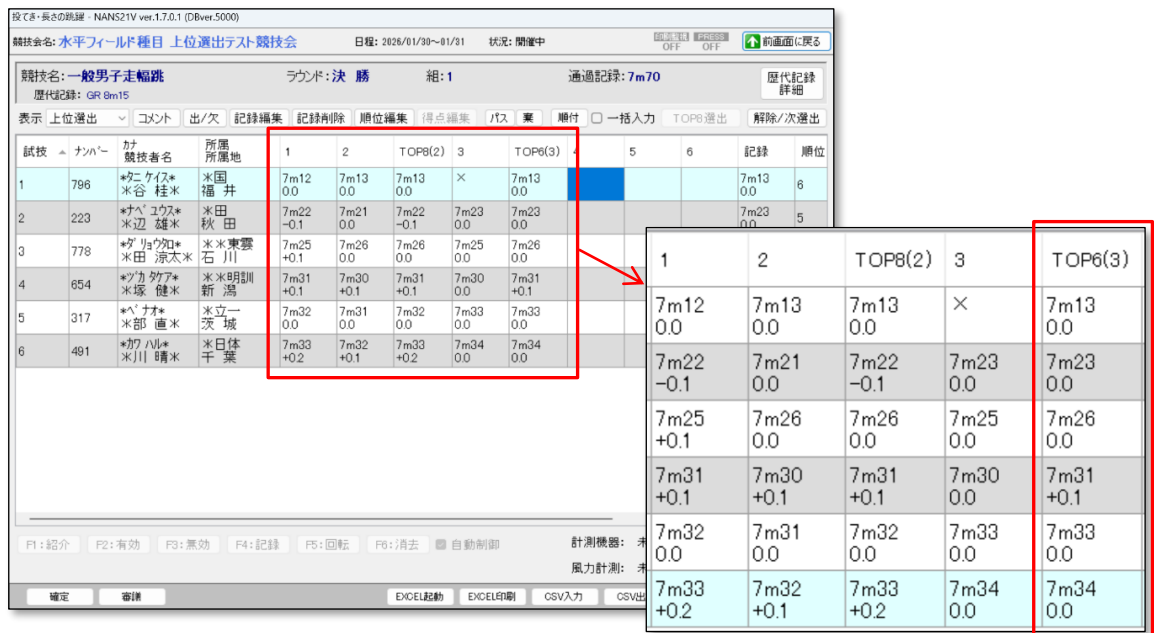 投てき・長さの跳躍 - NANS21V ver.1.7.0.1 (DBver.5000)
競技会名: 水平フィールド種目 上位選出テスト競技会 日程: 2026/01/30～01/31 状況: 開催中 OFF PRESS OFF 前画面に戻る
競技名: 一般男子走幅跳 ラウンド: 決 勝 組: 1 通過記録: 7m70 歴代記録詳細
歴代記録: GR 8m15
表示 上位選出 コメント 出/欠 記録編集 記録削除 順位編集 得点編集 パス 棄 順付 一括入力 TOP8選出 解除/次選出
試技 ナンバー カナ 競技者名 所属 所属地 1 2 TOP8(2) 3 TOP6(3) 4 5 6 記録 順位
1 796 *タニ ケイス* 7m12 7m13 7m13 × 7m13 7m13 6
※谷 桂※ ※国 福 井 0.0 0.0 0.0 0.0 0.0
2 223 *ナベ ユウス* 7m22 7m21 7m22 7m23 7m23 7m23 5
※辺 雄※ ※田 秋 田 -0.1 0.0 -0.1 0.0 0.0 0.0
3 778 *ダ リョウタロ* 7m25 7m26 7m26 7m25 7m26
※田 涼太※ ※※東雲 石 川 +0.1 0.0 0.0 0.0 0.0
4 654 *ヅカ タケア* 7m31 7m30 7m31 7m30 7m31
※塚 健※ ※※明訓 新 潟 +0.1 +0.1 +0.1 0.0 +0.1
5 317 *ベ ナオ* 7m32 7m31 7m32 7m33 7m33
※部 直※ ※立一 茨 城 0.0 0.0 0.0 0.0 0.0
6 491 *カワ ハル* 7m33 7m32 7m33 7m34 7m34
※川 晴※ ※日体 千 葉 +0.2 +0.1 +0.2 0.0 0.0
F1:紹介 F2:有効 F3:無効 F4:記録 F5:回転 F6:消去 自動制御 計測機器: 未
風力計測: 未
確定 審議 EXCEL起動 EXCEL印刷 CSV入力 CSV出
1 2 TOP8(2) 3 TOP6(3)
7m12 7m13 7m13 × 7m13
0.0 0.0 0.0 0.0
7m22 7m21 7m22 7m23 7m23
-0.1 0.0 -0.1 0.0 0.0
7m25 7m26 7m26 7m25 7m26
+0.1 0.0 0.0 0.0 0.0
7m31 7m30 7m31 7m30 7m31
+0.1 +0.1 +0.1 0.0 +0.1
7m32 7m31 7m32 7m33 7m33
0.0 0.0 0.0 0.0 0.0
7m33 7m32 7m33 7m34 7m34
+0.2 +0.1 +0.2 0.0 0.0